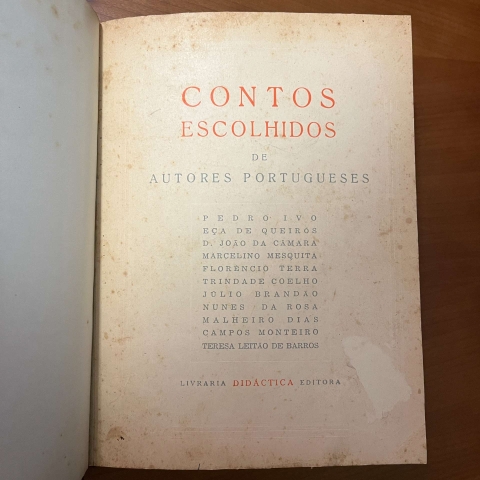 CONTOS
ESCOLHIDOS
DE
AUTORES PORTUGUESES
PEDRO IVO
EÇA DE QUEIRÓS
D. JOÃO DA CÂMARA
MARCELINO MESQUITA
FLORÊNCIO TERRA
TRINDADE COELHO
JÚLIO BRANDÃO
NUNES DA ROSA
MALHEIRO DIAS
CAMPOS MONTEIRO
TERESA LEITÃO DE BARROS
LIVRARIA DIDÁCTICA EDITORA